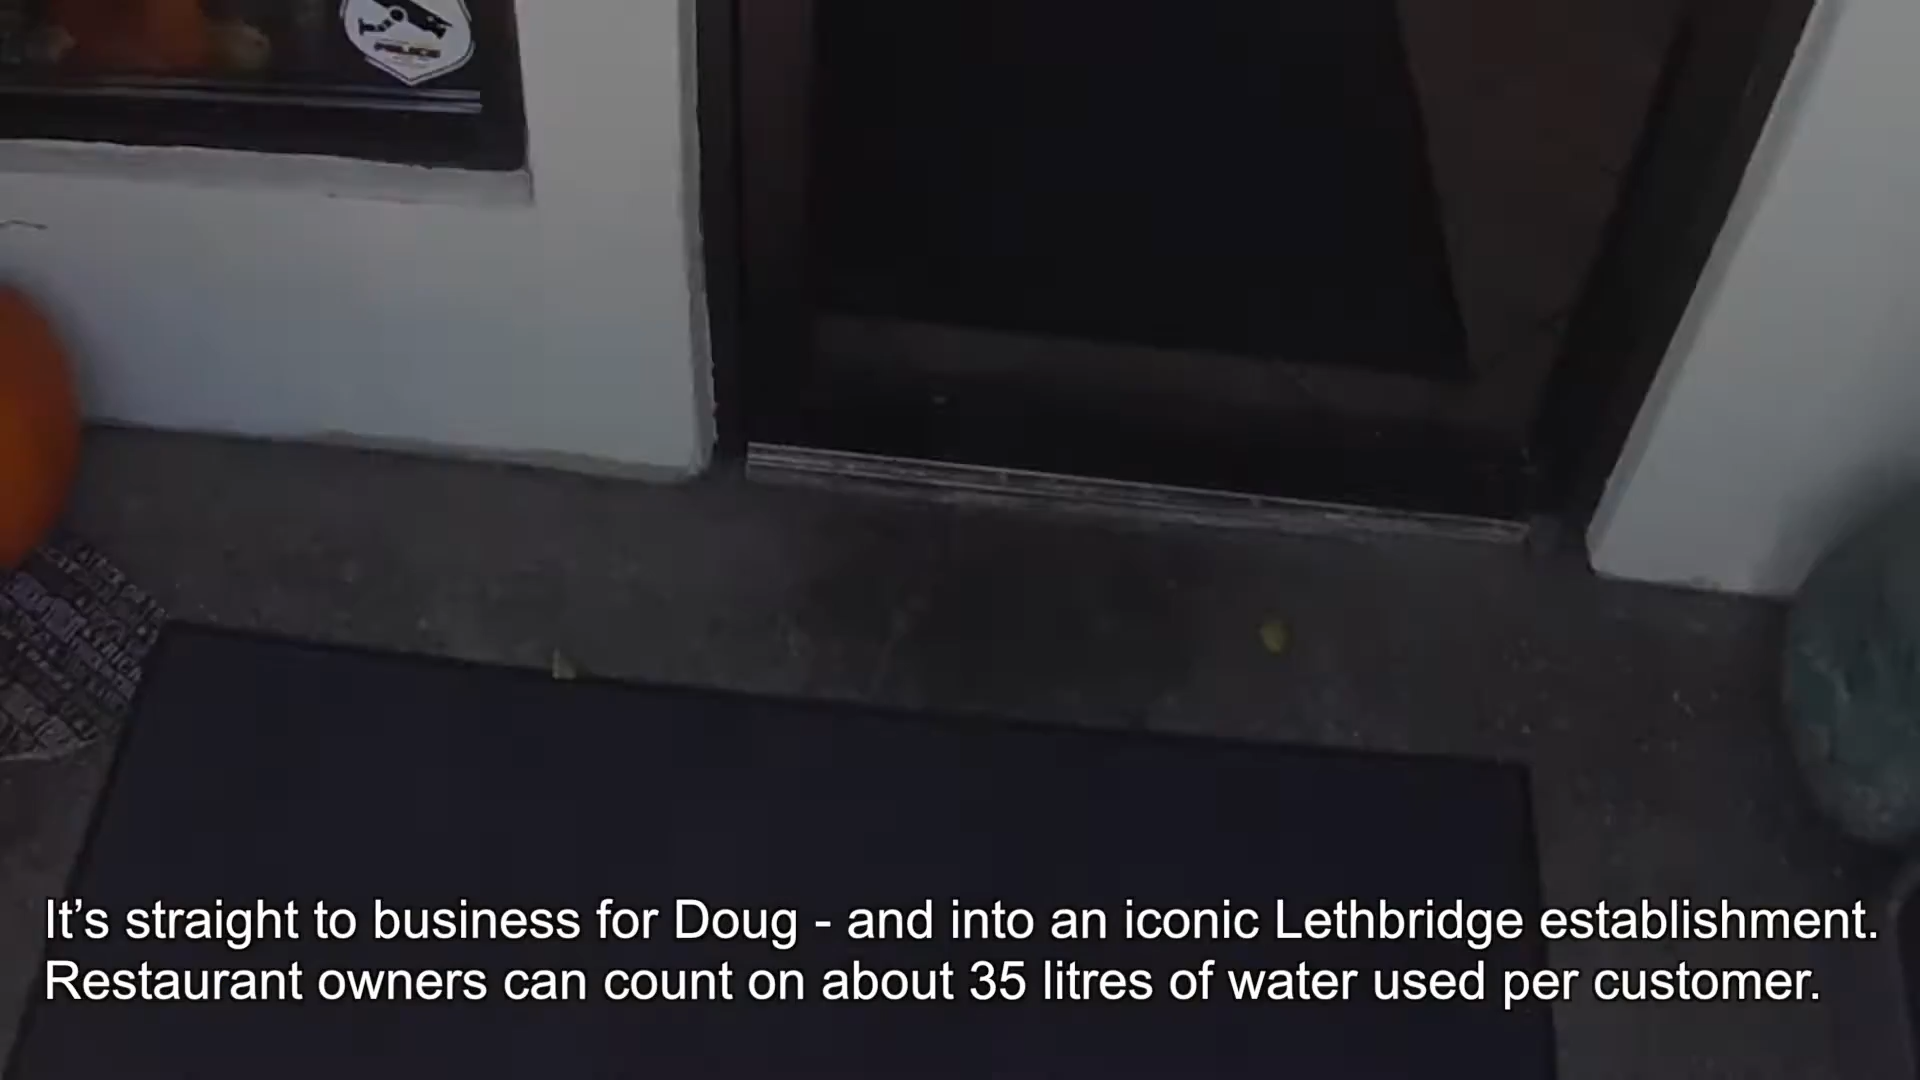 It’s straight to business for Doug - and into an iconic Lethbridge establishment.
Restaurant owners can count on about 35 litres of water used per customer.